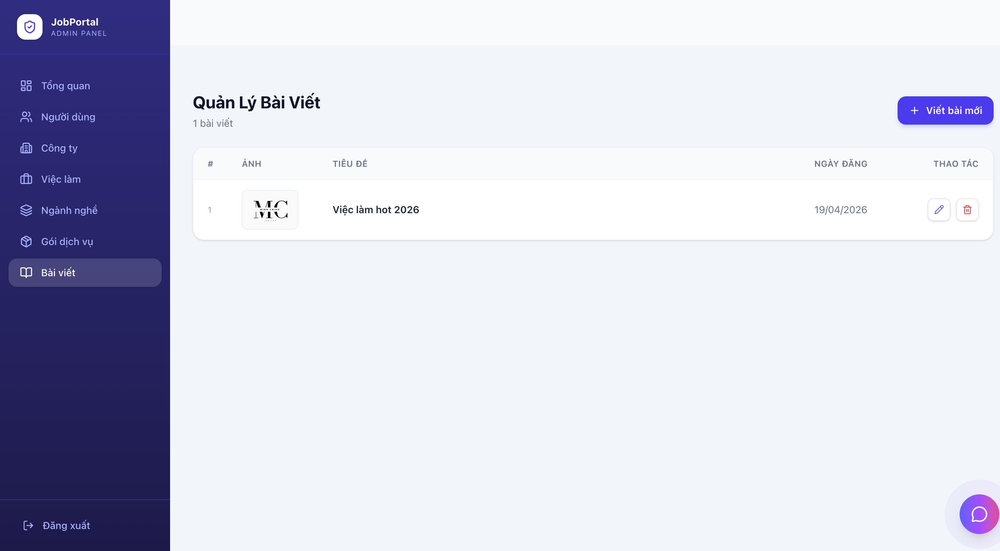 JobPortal
ADMIN PANEL
Tổng quan
Người dùng
Công ty
Việc làm
Ngành nghề
Gói dịch vụ
Bài viết
Đăng xuất
Quản Lý Bài Viết
1 bài viết
Viết bài mới
# ẢNH TIÊU ĐỀ NGÀY ĐĂNG THAO TÁC
1 MC Việc làm hot 2026 19/04/2026
MINH CHIEN
JEWELRY